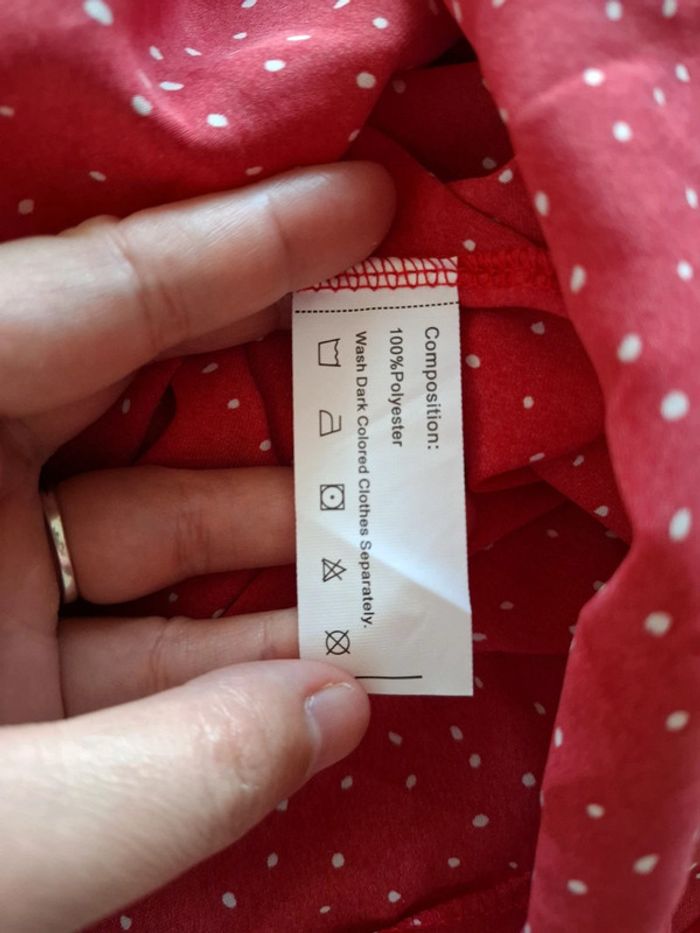 Composition:
100%Polyester
Wash Dark Colored Clothes Separately.